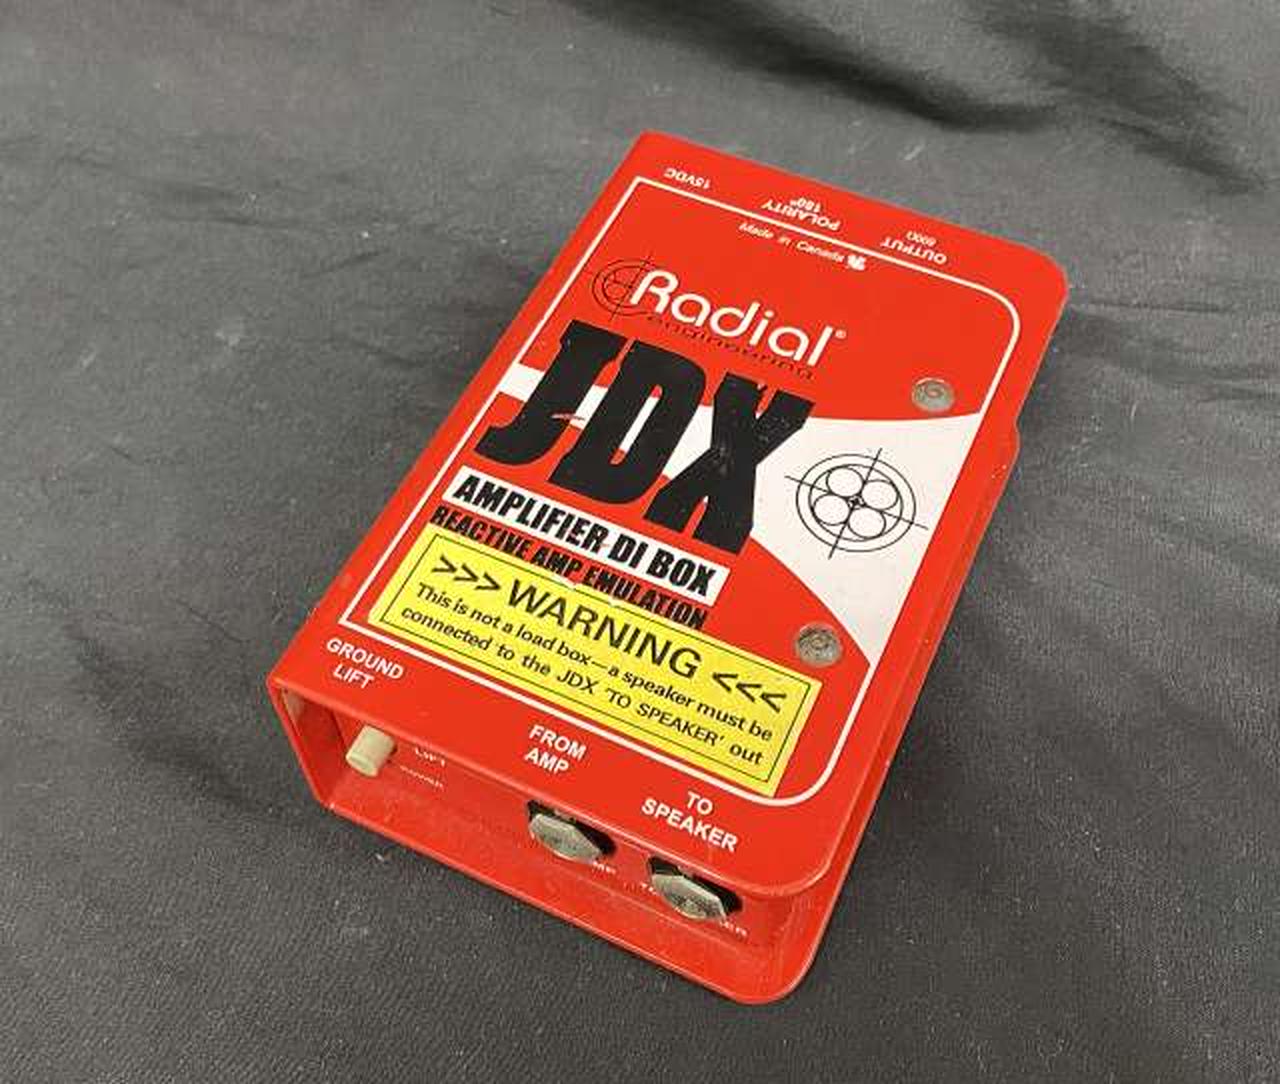 15VDC
POLARITY
180°
OUTPUT
600Ω
Made in Canada
Radial®
engineering
JDX
AMPLIFIER DI BOX
REACTIVE AMP EMULATION
>>> WARNING <<<
This is not a load box—a speaker must be
connected to the JDX 'TO SPEAKER' out
GROUND
LIFT
FROM
AMP
TO
SPEAKER
LIFT